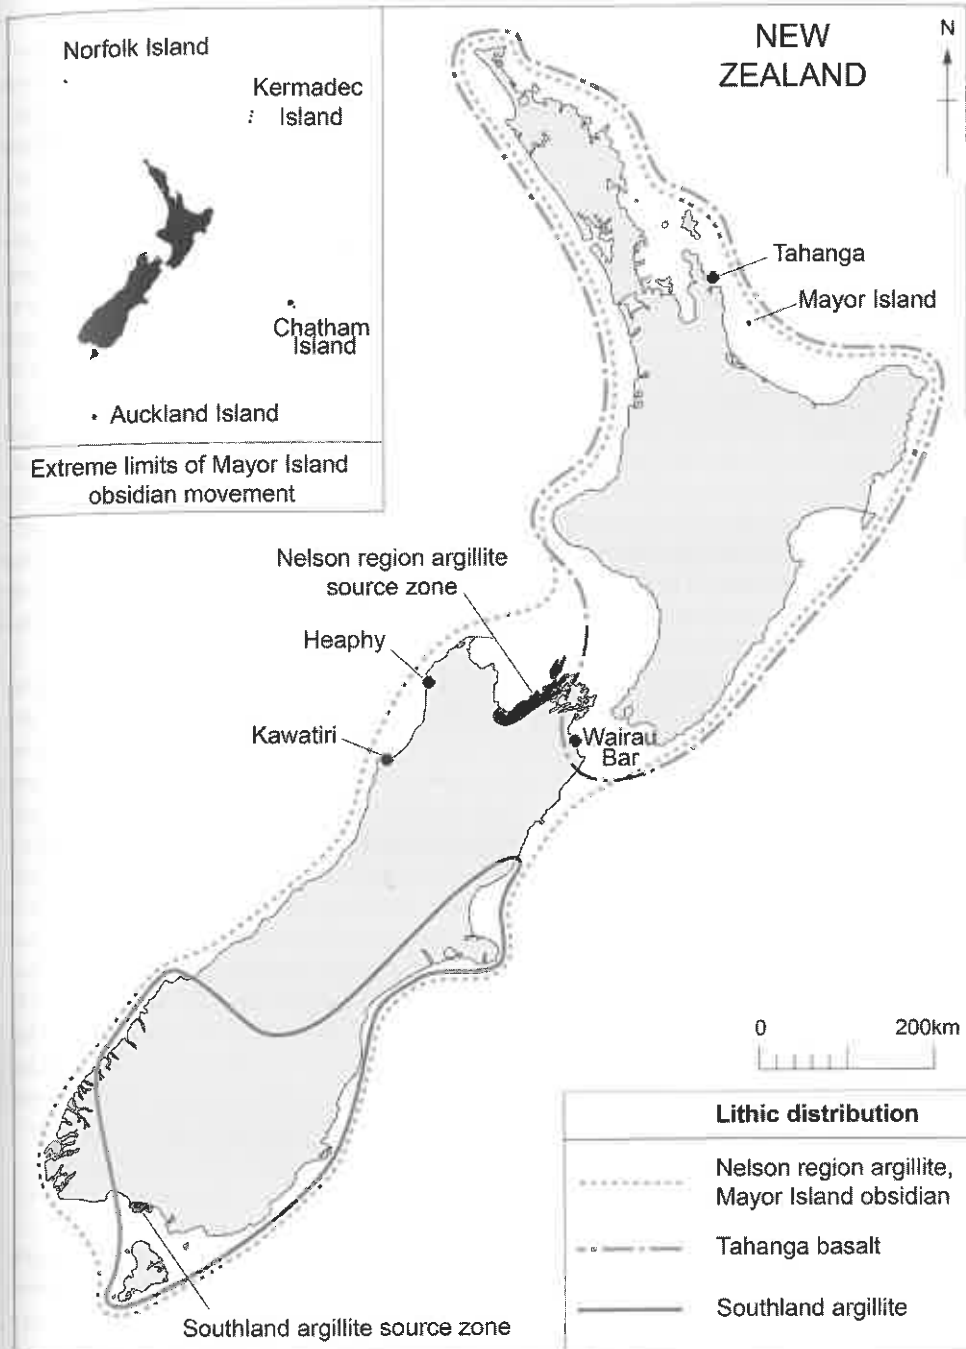 Norfolk Island
Kermadec
Island
Chatham
Island
Auckland Island
Extreme limits of Mayor Island
obsidian movement
NEW
ZEALAND
N
Tahanga
Mayor Island
Nelson region argillite
source zone
Heaphy
Kawatiri
Wairau
Bar
0 200km
Southland argillite source zone
Lithic distribution
Nelson region argillite,
Mayor Island obsidian
Tahanga basalt
Southland argillite